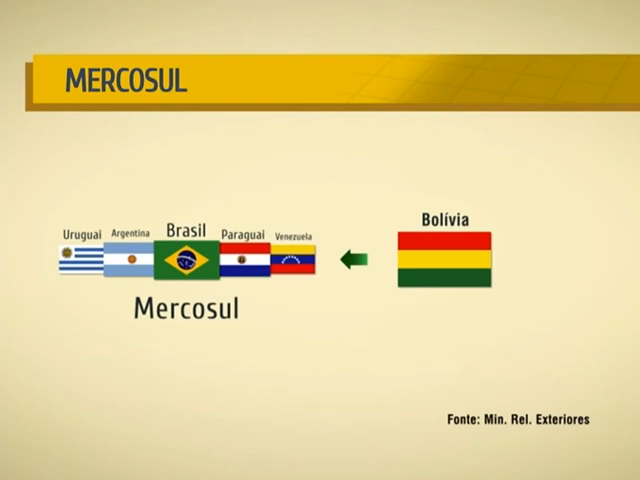 MERCOSUL
Uruguai
Argentina
Brasil
Paraguai
Venezuela
Bolívia
Mercosul
Fonte: Min. Rel. Exteriores